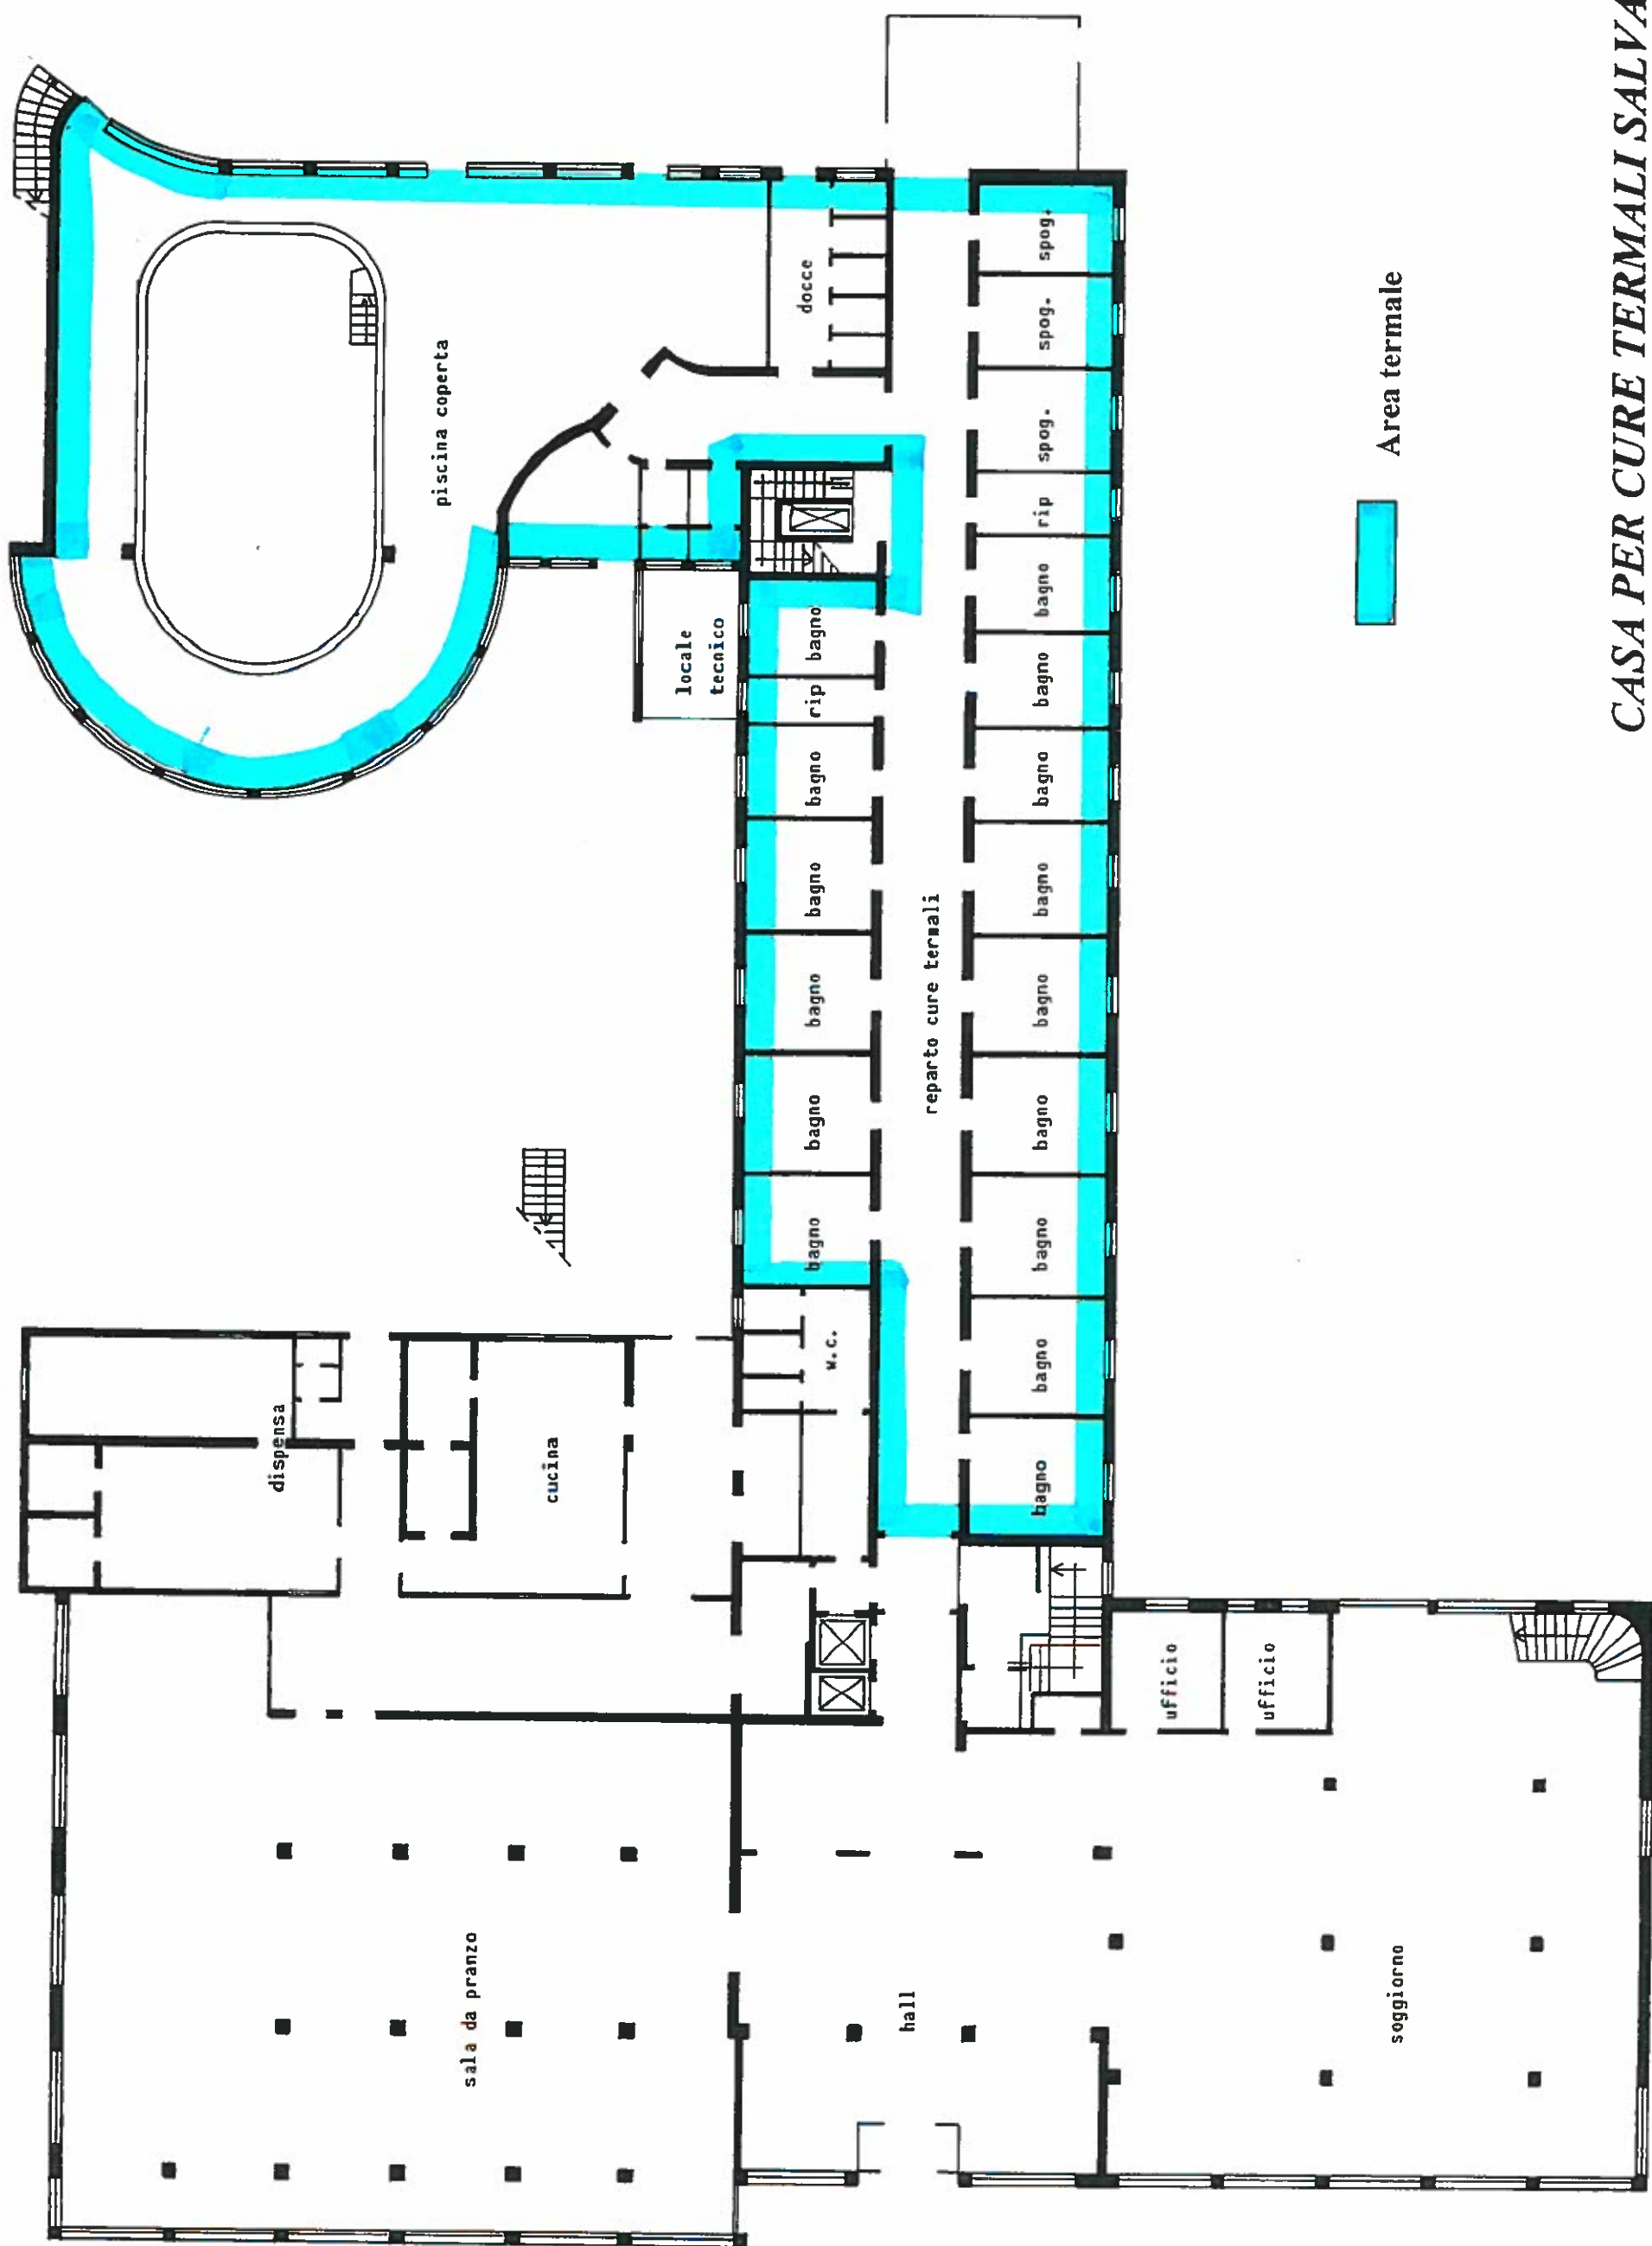 dispensa
piscina coperta
sala da pranzo
cucina
locale
tecnico
docce
w.c.
bagno
bagno
bagno
bagno
bagno
rip
bagno
hall
reparto cure termali
bagno
bagno
bagno
bagno
bagno
bagno
bagno
bagno
bagno
rip
spog.
spog.
spog.
ufficio
ufficio
soggiorno
Area termale
CASA PER CURE TERMALI SALVA